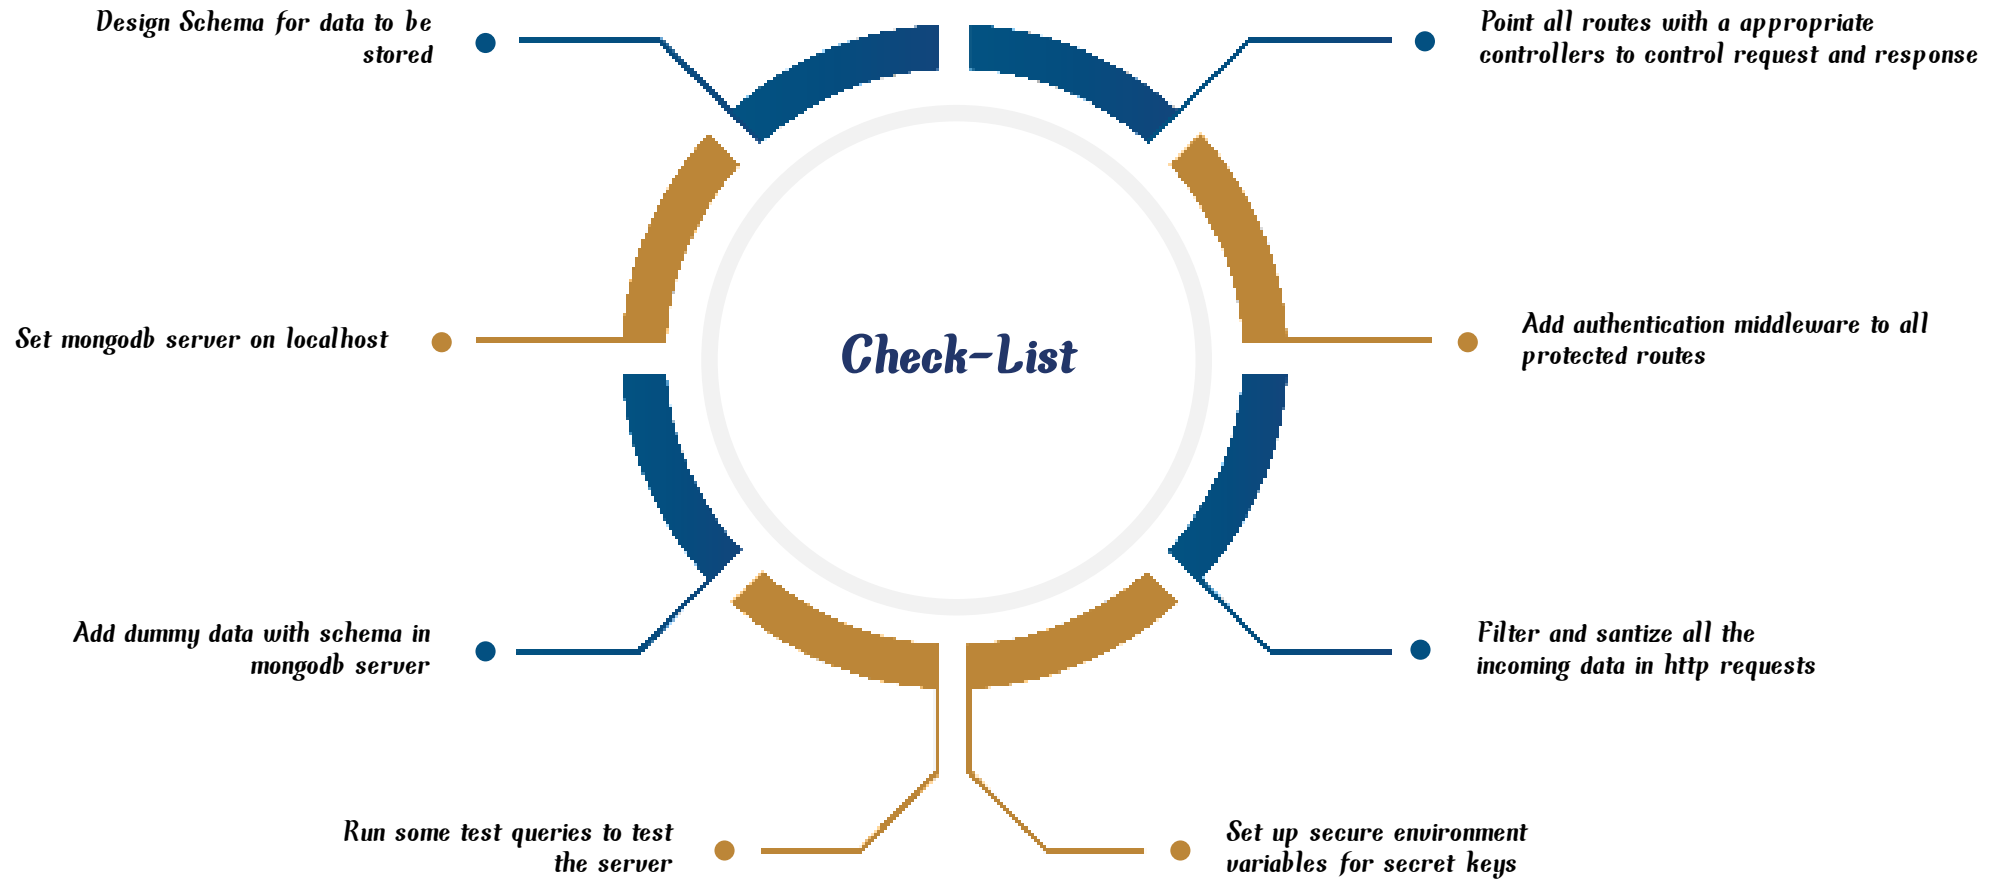 Design Schema for data to be
stored
Set mongodb server on localhost
Add dummy data with schema in
mongodb server
Run some test queries to test
the server
Check-List
Point all routes with a appropriate
controllers to control request and response
Add authentication middleware to all
protected routes
Filter and santize all the
incoming data in http requests
Set up secure environment
variables for secret keys